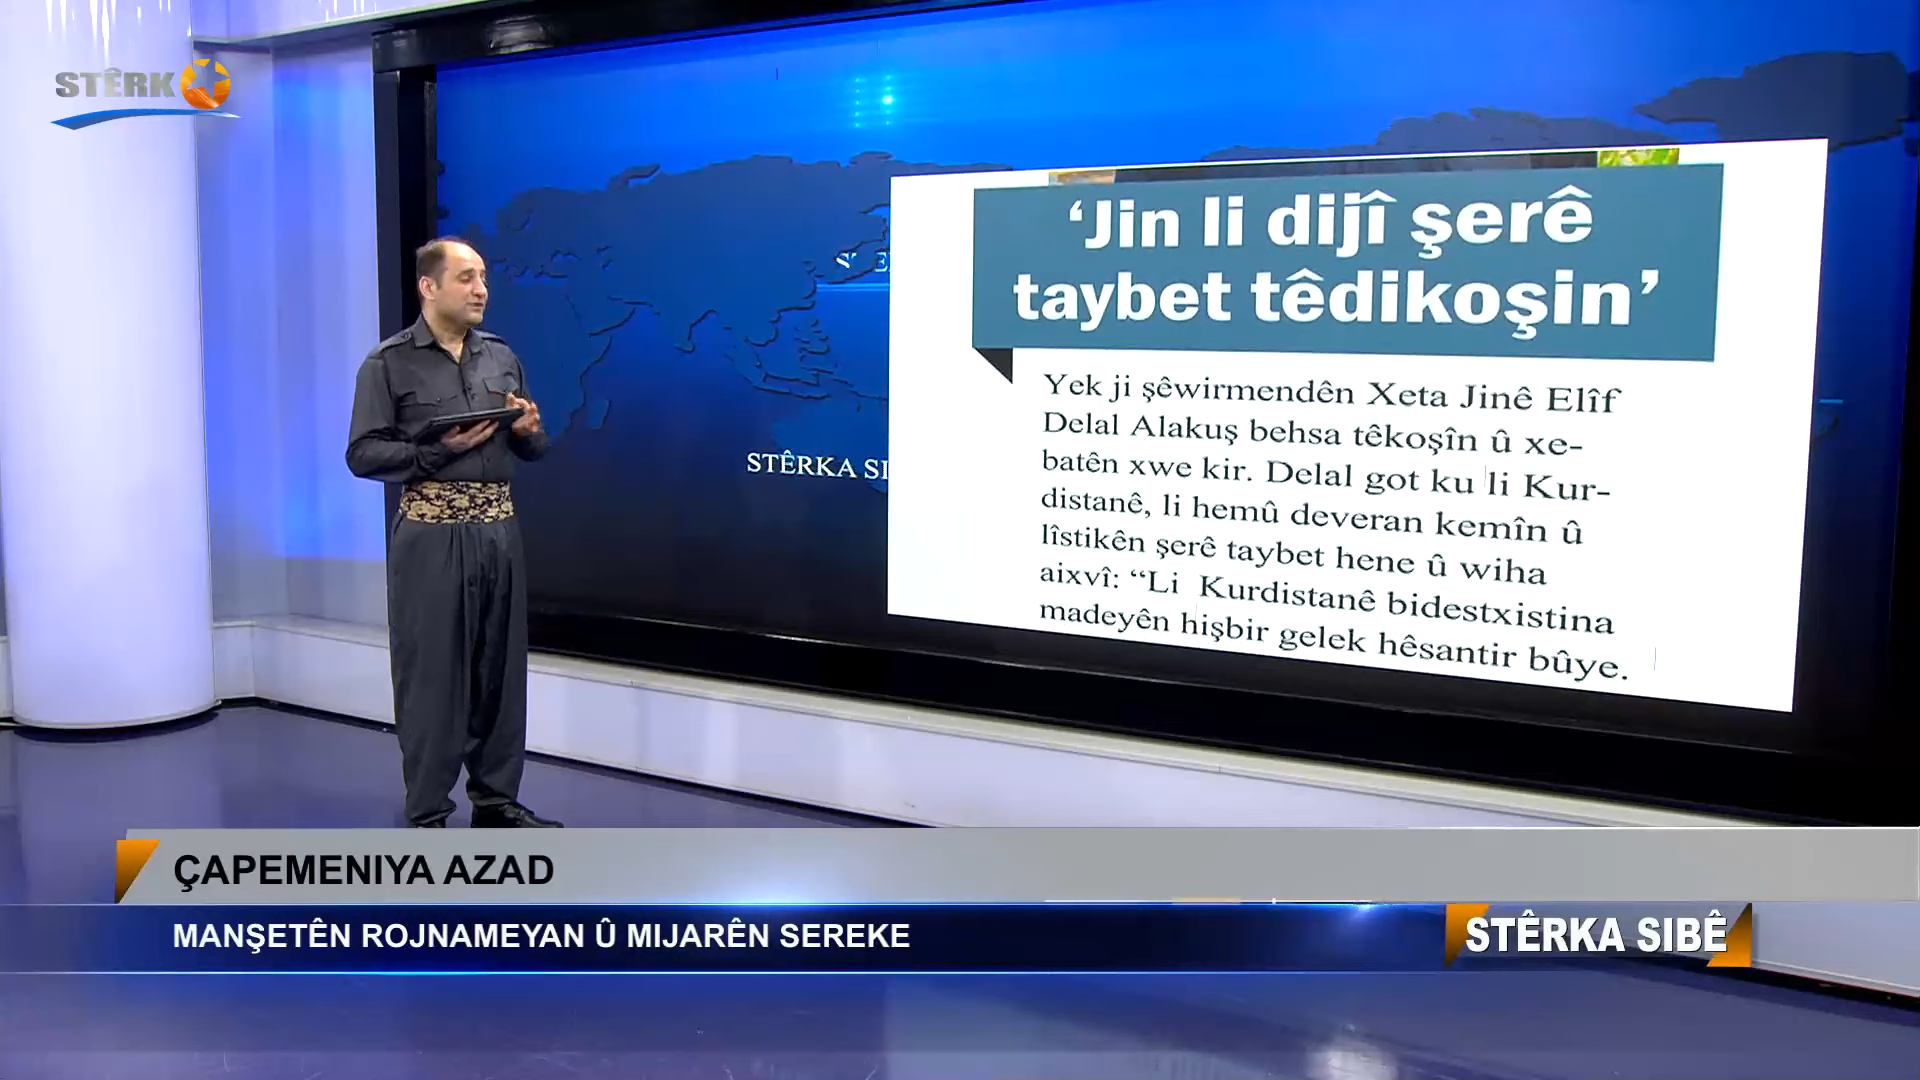 STÊRK
'Jin li dijî şerê
taybet têdikoşin'
Yek ji şêwirmendên Xeta Jinê Elîf
Delal Alakuş behsa têkoşîn û xe-
batên xwe kir. Delal got ku li Kur-
distanê, li hemû deveran kemîn û
lîstikên şerê taybet hene û wiha
aixvî: “Li Kurdistanê bidestxistina
madeyên hişbir gelek hêsantir bûye.
STÊRKA
ÇAPEMENIYA AZAD
MANŞETÊN ROJNAMEYAN Û MIJARÊN SEREKE
STÊRKA SIBÊ